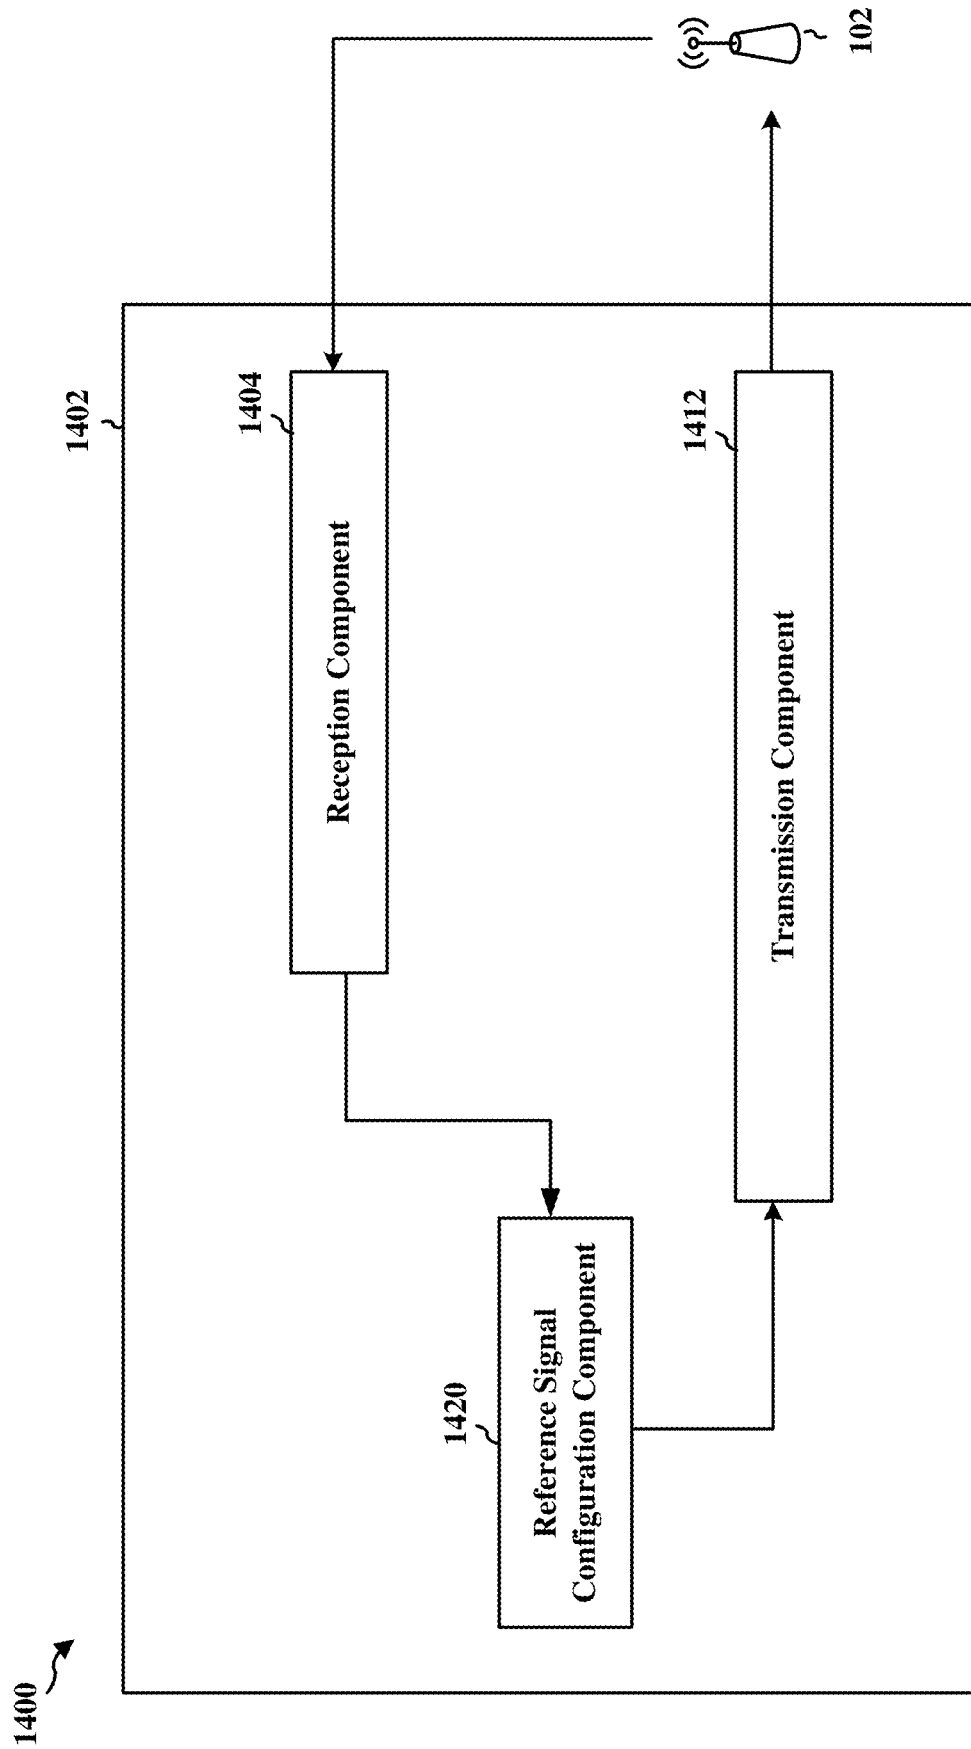 1400
1402
1404
Reception Component
1420
Reference Signal
Configuration Component
1412
Transmission Component
102